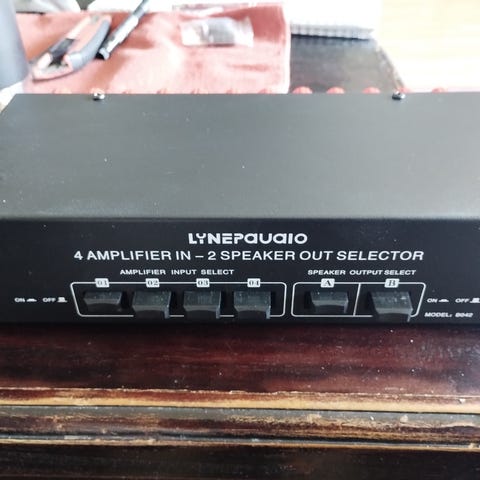 LYNEPAUAIO
4 AMPLIFIER IN – 2 SPEAKER OUT SELECTOR
AMPLIFIER INPUT SELECT
SPEAKER OUTPUT SELECT
01 02 03 04 A B
ON OFF
ON OFF
MODEL: B042